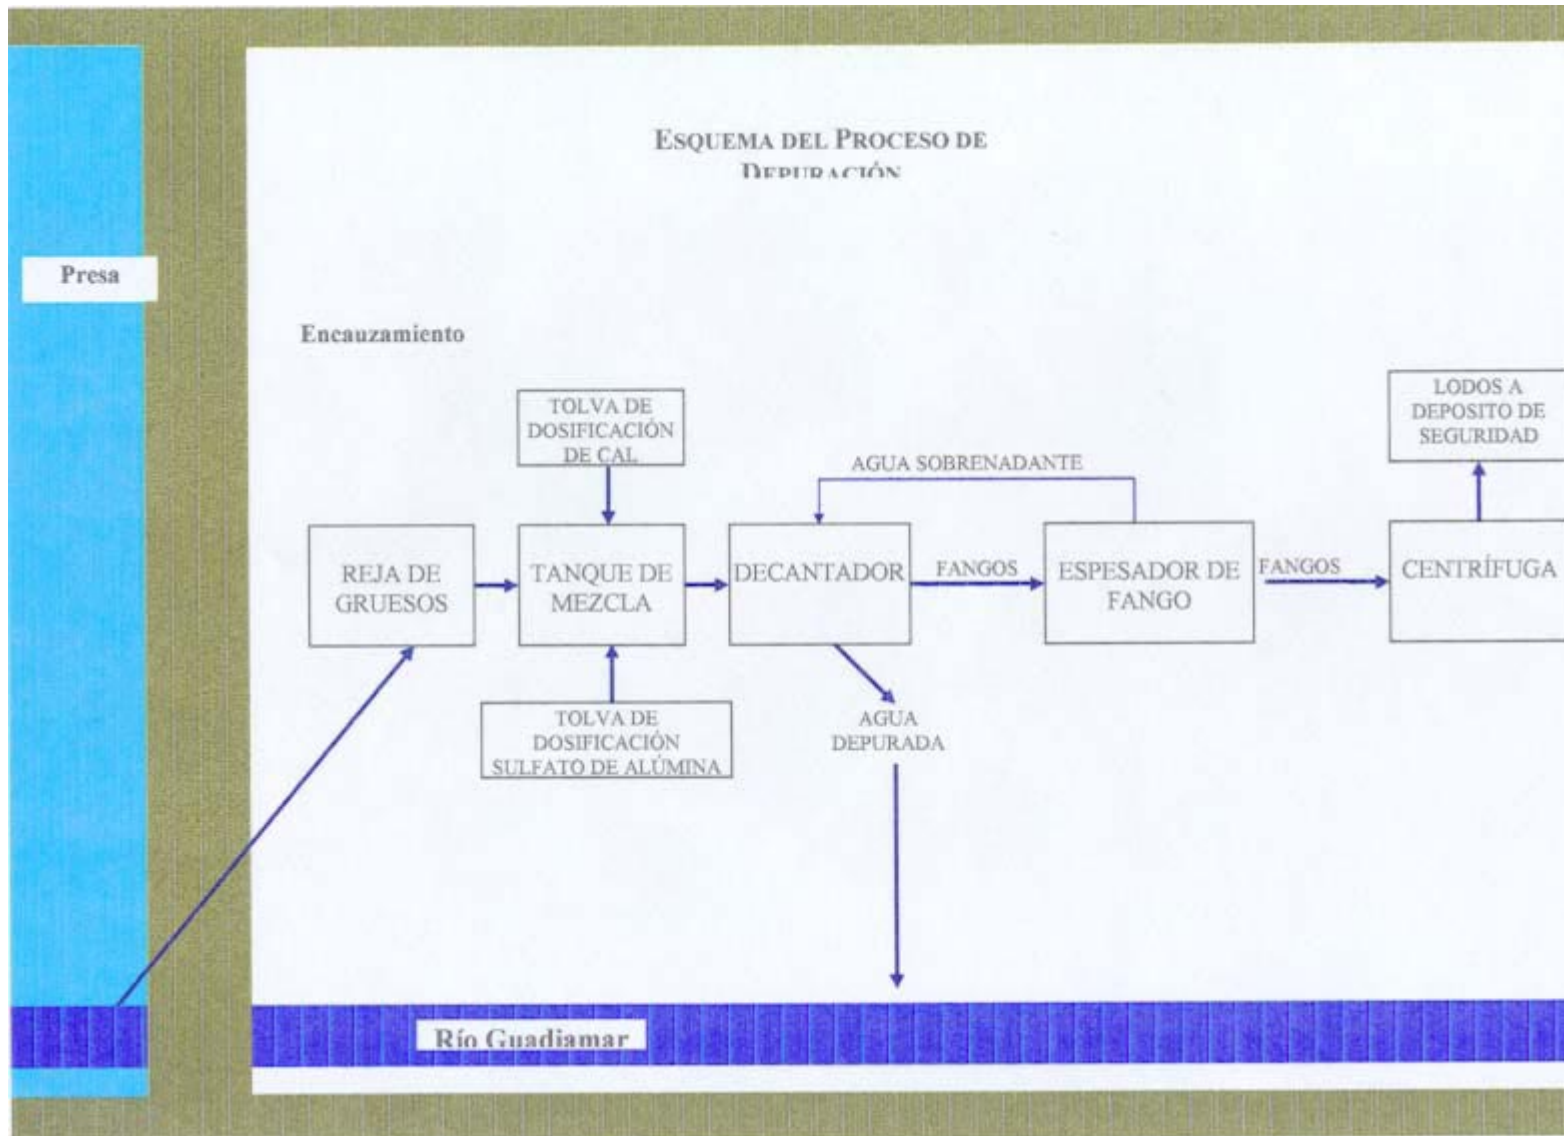 ESQUEMA DEL PROCESO DE
DEPURACIÓN
Presa
Encauzamiento
TOLVA DE
DOSIFICACIÓN
DE CAL
LODOS A
DEPOSITO DE
SEGURIDAD
AGUA SOBRENADANTE
REJA DE
GRUESOS
TANQUE DE
MEZCLA
DECANTADOR
FANGOS
ESPESADOR DE
FANGO
FANGOS
CENTRÍFUGA
TOLVA DE
DOSIFICACIÓN
SULFATO DE ALÚMINA
AGUA
DEPURADA
Río Guadiamar